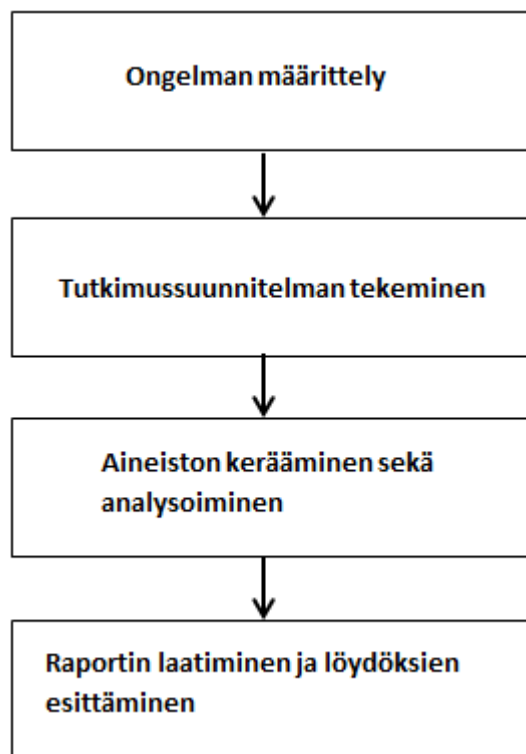 Ongelman määrittely
Tutkimussuunnitelman tekeminen
Aineiston kerääminen sekä
analysoiminen
Raportin laatiminen ja löydöksien
esittäminen